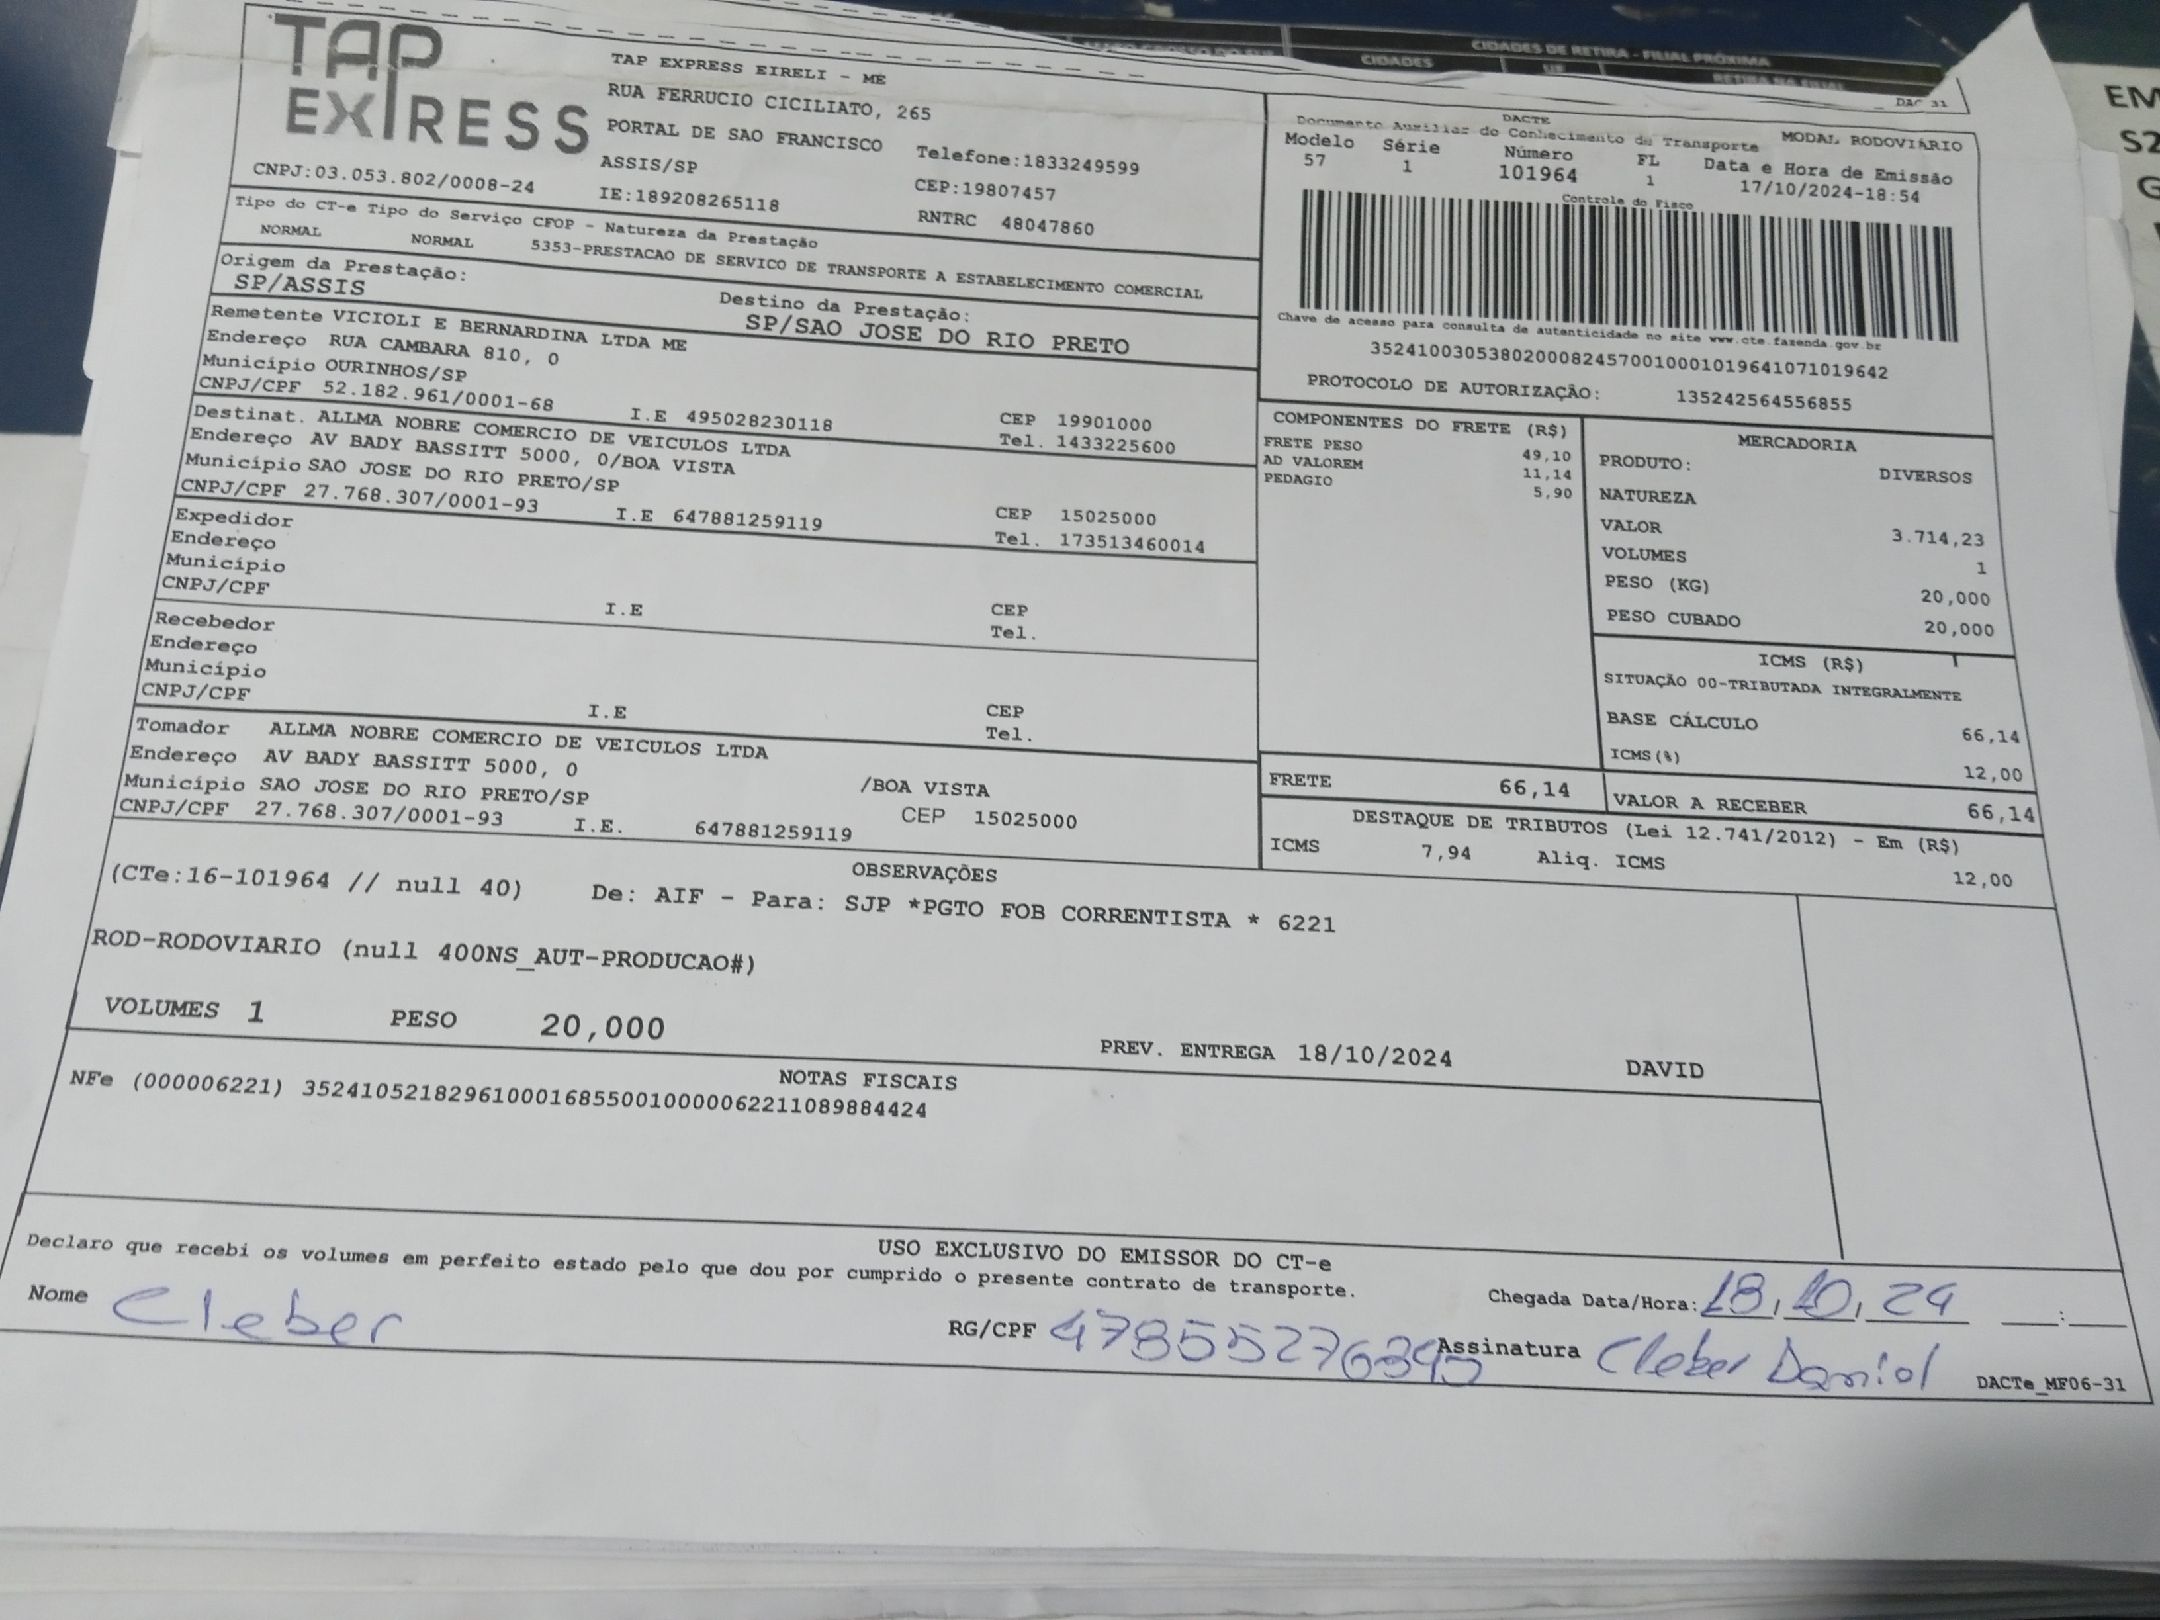 CIDADES DE RETIRA - FILIAL PRÓXIMA
CIDADES
UF
RETIRA NA FILIAL
TAP
EXPRESS
TAP EXPRESS EIRELI - ME
RUA FERRUCIO CICILIATO, 265
PORTAL DE SAO FRANCISCO
Telefone:1833249599
ASSIS/SP
CEP:19807457
CNPJ:03.053.802/0008-24
IE:189208265118
RNTRC 48047860
DACTE
Documento Auxiliar do Conhecimento de Transporte
MODAL RODOVIÁRIO
Modelo Série Número FL Data e Hora de Emissão
57 1 101964 1 17/10/2024-18:54
Controle do Fisco
Chave de acesso para consulta de autenticidade no site www.cte.fazenda.gov.br
35241003053802000824570010001019641071019642
PROTOCOLO DE AUTORIZAÇÃO: 135242564556855
Tipo do CT-e Tipo do Serviço CFOP - Natureza da Prestação
NORMAL NORMAL 5353-PRESTACAO DE SERVICO DE TRANSPORTE A ESTABELECIMENTO COMERCIAL
Origem da Prestação:
SP/ASSIS
Destino da Prestação:
SP/SAO JOSE DO RIO PRETO
Remetente VICIOLI E BERNARDINA LTDA ME
Endereço RUA CAMBARA 810, 0
Município OURINHOS/SP
CEP 19901000
CNPJ/CPF 52.182.961/0001-68 I.E 495028230118 Tel. 1433225600
Destinat. ALLMA NOBRE COMERCIO DE VEICULOS LTDA
Endereço AV BADY BASSITT 5000, 0/BOA VISTA
Município SAO JOSE DO RIO PRETO/SP
CEP 15025000
CNPJ/CPF 27.768.307/0001-93 I.E 647881259119 Tel. 173513460014
Expedidor
Endereço
Município
CEP
CNPJ/CPF I.E Tel.
Recebedor
Endereço
Município
CEP
CNPJ/CPF I.E Tel.
Tomador ALLMA NOBRE COMERCIO DE VEICULOS LTDA
Endereço AV BADY BASSITT 5000, 0 /BOA VISTA
Município SAO JOSE DO RIO PRETO/SP CEP 15025000
CNPJ/CPF 27.768.307/0001-93 I.E. 647881259119
COMPONENTES DO FRETE (R$)
FRETE PESO 49,10
AD VALOREM 11,14
PEDAGIO 5,90
MERCADORIA
PRODUTO: DIVERSOS
NATUREZA
VALOR 3.714,23
VOLUMES 1
PESO (KG) 20,000
PESO CUBADO 20,000
ICMS (R$)
SITUAÇÃO 00-TRIBUTADA INTEGRALMENTE
BASE CÁLCULO 66,14
ICMS(%) 12,00
FRETE 66,14 VALOR A RECEBER 66,14
DESTAQUE DE TRIBUTOS (Lei 12.741/2012) - Em (R$)
ICMS 7,94 Aliq. ICMS 12,00
OBSERVAÇÕES
(CTe:16-101964 // null 40) De: AIF - Para: SJP *PGTO FOB CORRENTISTA * 6221
ROD-RODOVIARIO (null 400NS_AUT-PRODUCAO#)
VOLUMES 1 PESO 20,000 PREV. ENTREGA 18/10/2024 DAVID
NOTAS FISCAIS
NFe (000006221) 35241052182961000168550010000062211089884424
USO EXCLUSIVO DO EMISSOR DO CT-e
Declaro que recebi os volumes em perfeito estado pelo que dou por cumprido o presente contrato de transporte.
Chegada Data/Hora: 18,10,24 :
Nome Cleber RG/CPF Assinatura Cleber Daniol
DACTe_MF06-31